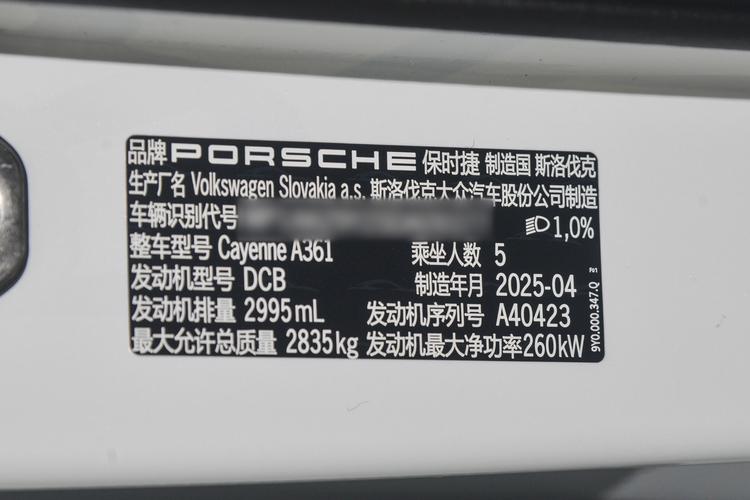 品牌 PORSCHE 保时捷 制造国 斯洛伐克
生产厂名 Volkswagen Slovakia a.s. 斯洛伐克大众汽车股份公司制造
车辆识别代号 1,0%
整车型号 Cayenne A361 乘坐人数 5
发动机型号 DCB 制造年月 2025-04
发动机排量 2995 mL 发动机序列号 A40423
最大允许总质量 2835 kg 发动机最大净功率 260kW
9Y0.000.347.Q